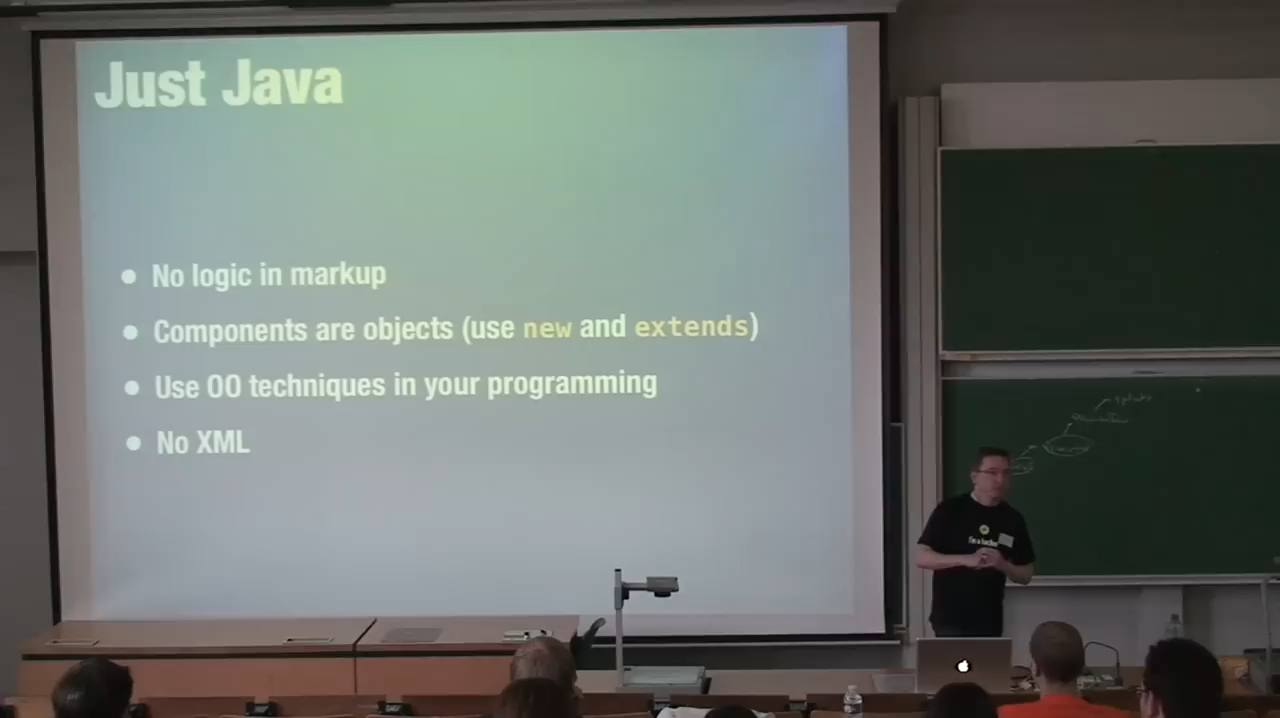 Just Java
No logic in markup
Components are objects (use new and extends)
Use OO techniques in your programming
No XML
I'm a